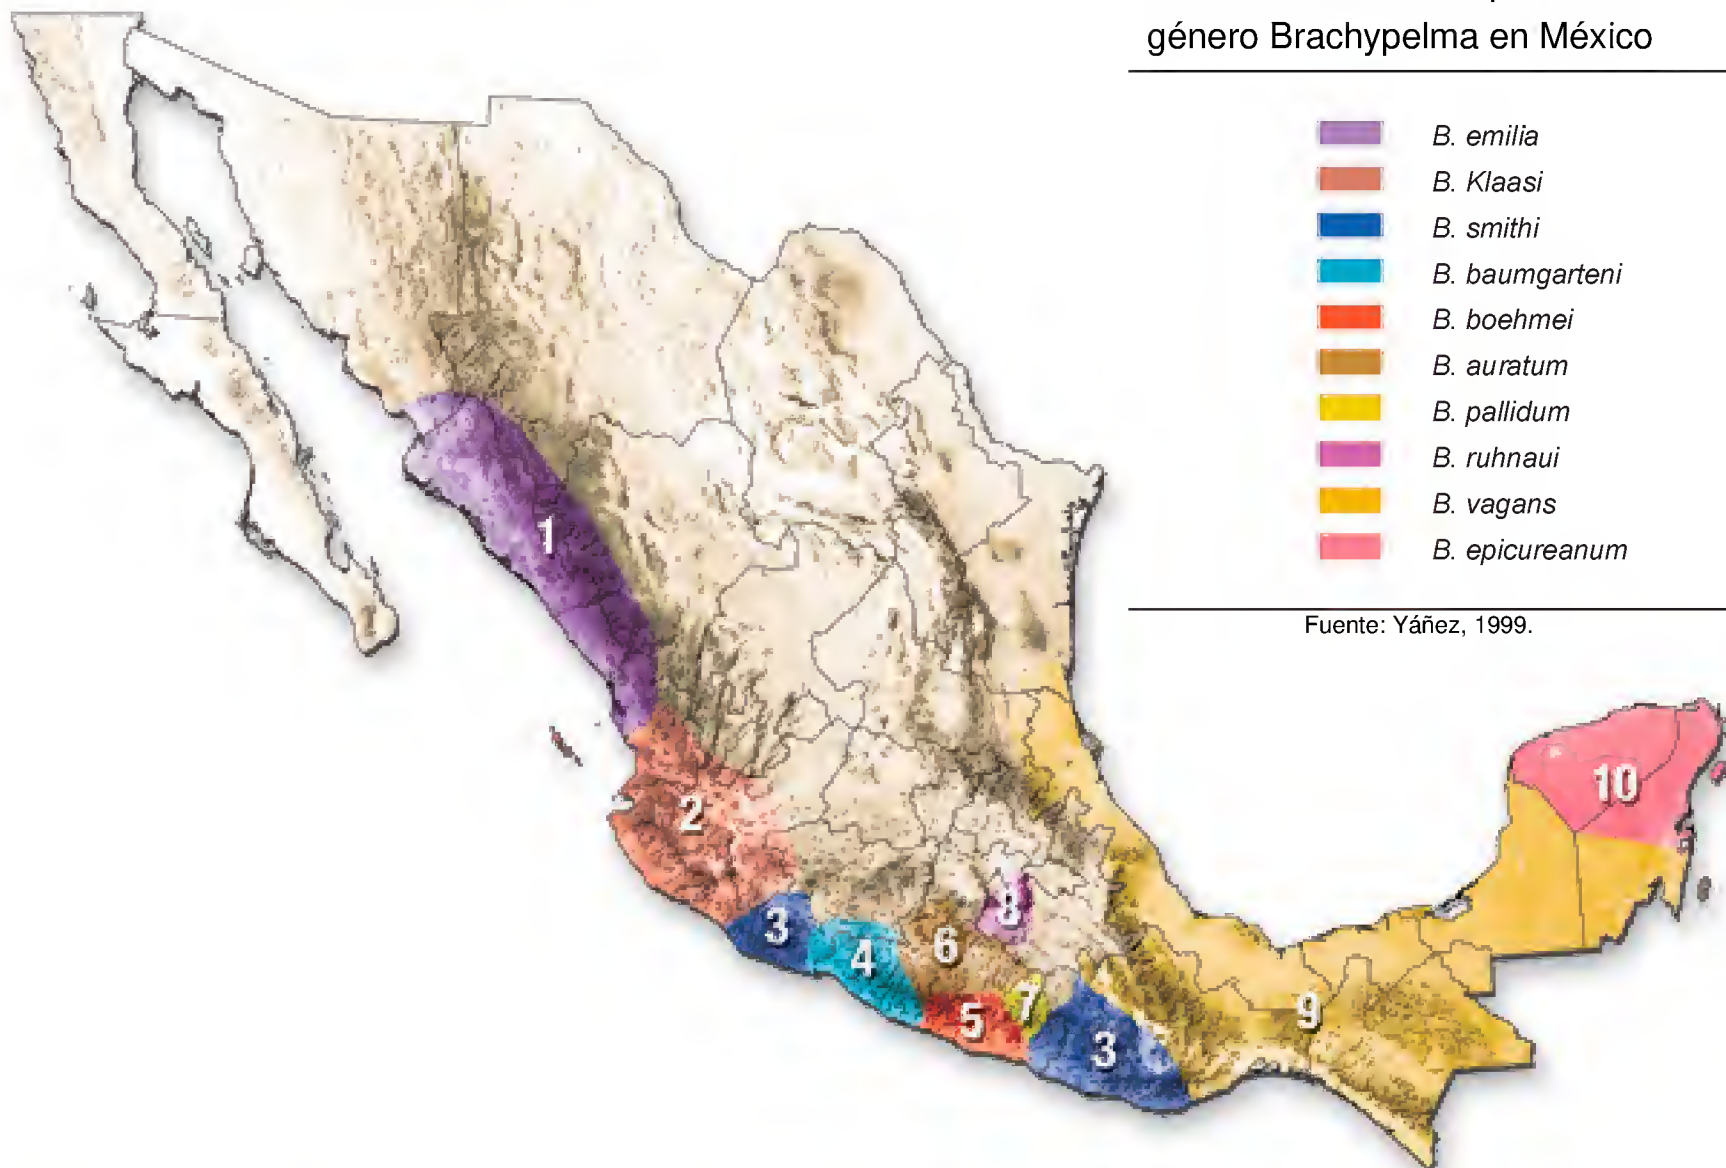 género Brachypelma en México
B. emilia
B. Klaasi
B. smithi
B. baumgarteni
B. boehmei
B. auratum
B. pallidum
B. ruhnaui
B. vagans
B. epicureanum
Fuente: Yáñez, 1999.
1
2
3
4
5
6
7
8
3
9
10